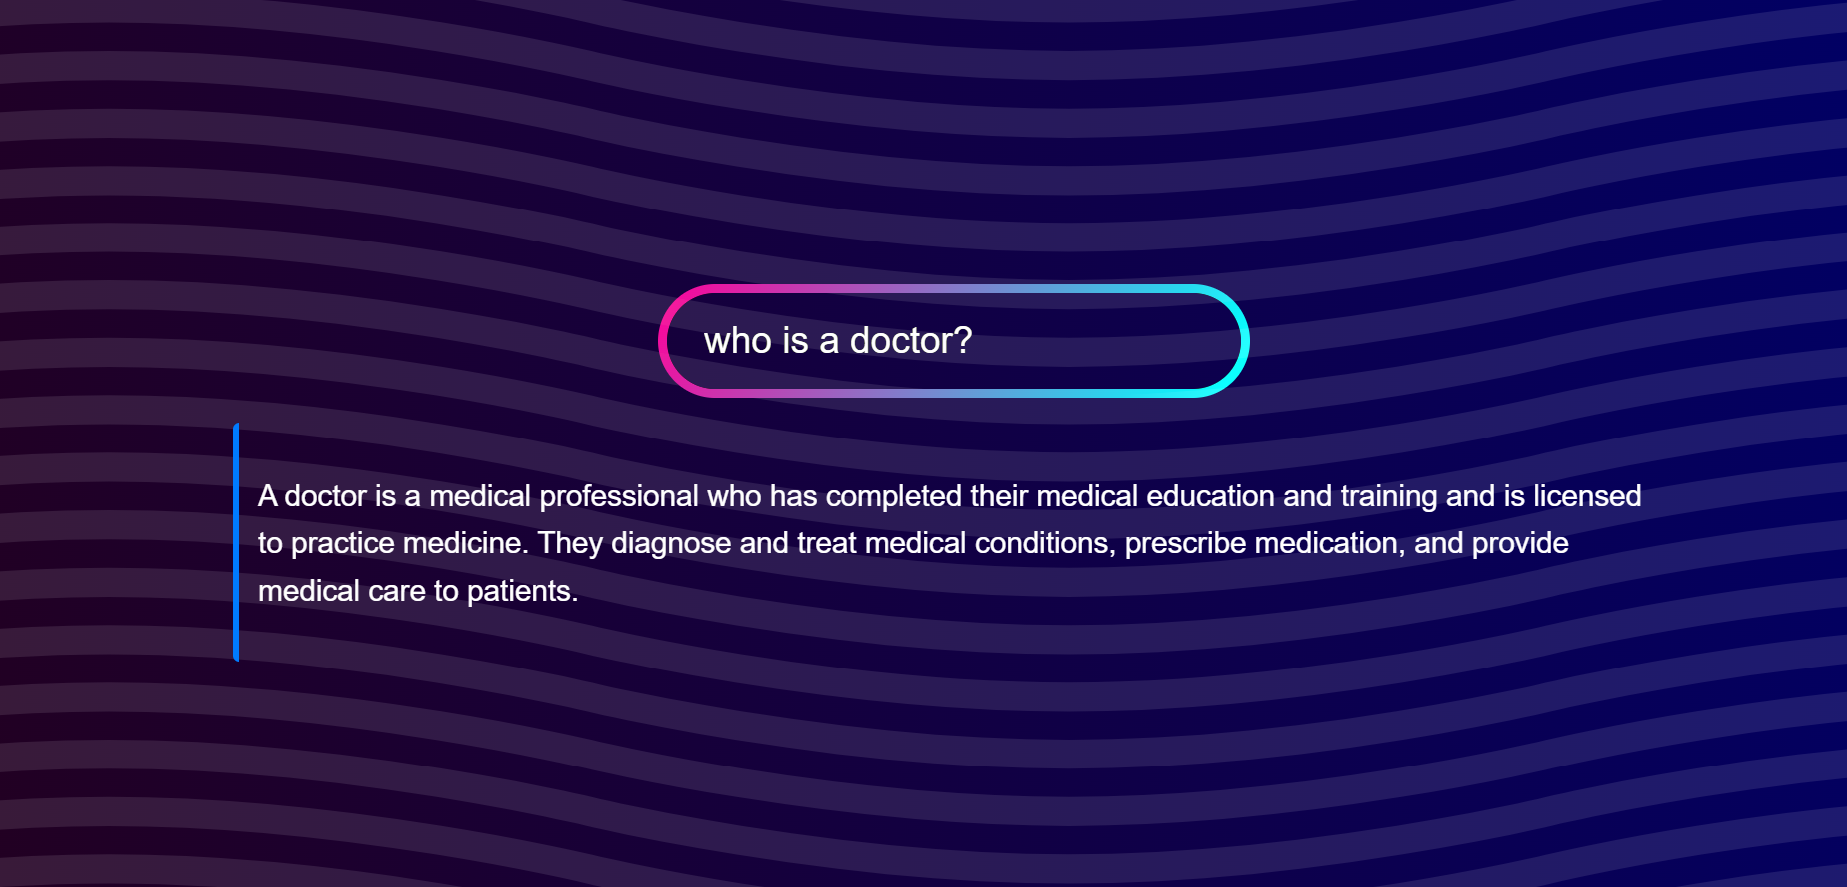 who is a doctor?
A doctor is a medical professional who has completed their medical education and training and is licensed
to practice medicine. They diagnose and treat medical conditions, prescribe medication, and provide
medical care to patients.